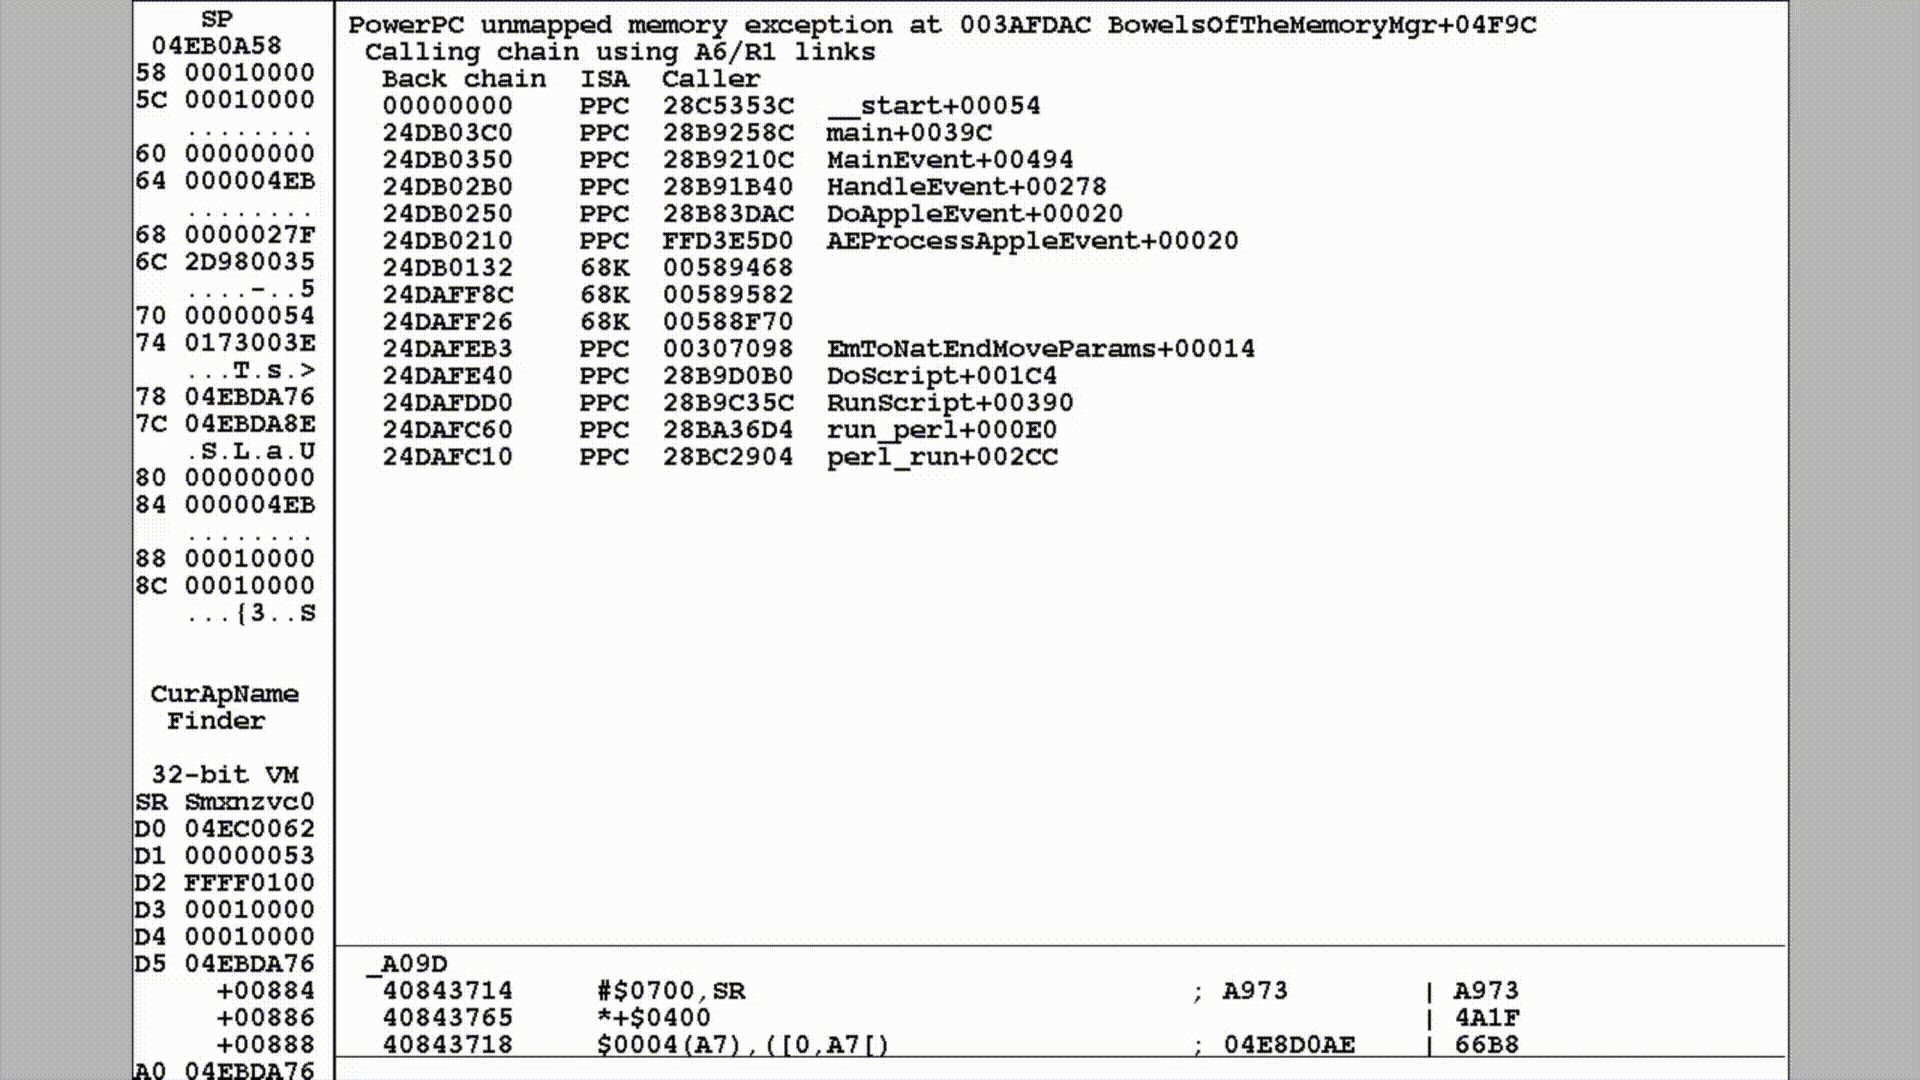 SP
04EB0A58
58 00010000
5C 00010000
........
60 00000000
64 000004EB
........
68 0000027F
6C 2D980035
....-..5
70 00000054
74 0173003E
...T.s.>
78 04EBDA76
7C 04EBDA8E
.S.L.a.U
80 00000000
84 000004EB
........
88 00010000
8C 00010000
...{3..S
CurApName
Finder
32-bit VM
SR Smxnzvc0
D0 04EC0062
D1 00000053
D2 FFFF0100
D3 00010000
D4 00010000
D5 04EBDA76
+00884
+00886
+00888
A0 04EBDA76
PowerPC unmapped memory exception at 003AFDAC BowelsOfTheMemoryMgr+04F9C
Calling chain using A6/R1 links
Back chain ISA Caller
00000000 PPC 28C5353C __start+00054
24DB03C0 PPC 28B9258C main+0039C
24DB0350 PPC 28B9210C MainEvent+00494
24DB02B0 PPC 28B91B40 HandleEvent+00278
24DB0250 PPC 28B83DAC DoAppleEvent+00020
24DB0210 PPC FFD3E5D0 AEProcessAppleEvent+00020
24DB0132 68K 00589468
24DAFF8C 68K 00589582
24DAFF26 68K 00588F70
24DAFEB3 PPC 00307098 EmToNatEndMoveParams+00014
24DAFE40 PPC 28B9D0B0 DoScript+001C4
24DAFDD0 PPC 28B9C35C RunScript+00390
24DAFC60 PPC 28BA36D4 run_perl+000E0
24DAFC10 PPC 28BC2904 perl_run+002CC
_A09D
40843714 #$0700,SR ; A973 | A973
40843765 *+$0400 | 4A1F
40843718 $0004(A7),([0,A7[) ; 04E8D0AE | 66B8